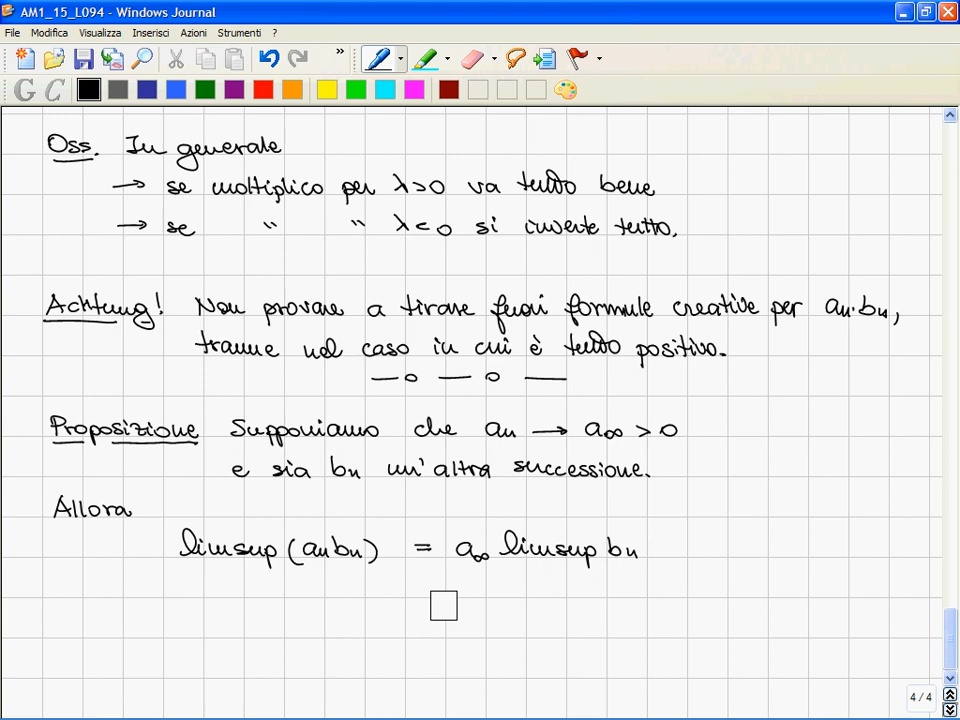 AM1_15_L094 - Windows Journal
File Modifica Visualizza Inserisci Azioni Strumenti ?
Oss. In generale
→ se moltiplico per λ>0 va tutto bene
→ se " " λ<0 si inverte tutto.
Achtung! Non provare a tirare fuori formule creative per an·bn,
tranne nel caso in cui è tutto positivo.
— o — o —
Proposizione Supponiamo che an → a∞ > 0
e sia bn un'altra successione.
Allora
limsup (an bn) = a∞ limsup bn
4 / 4